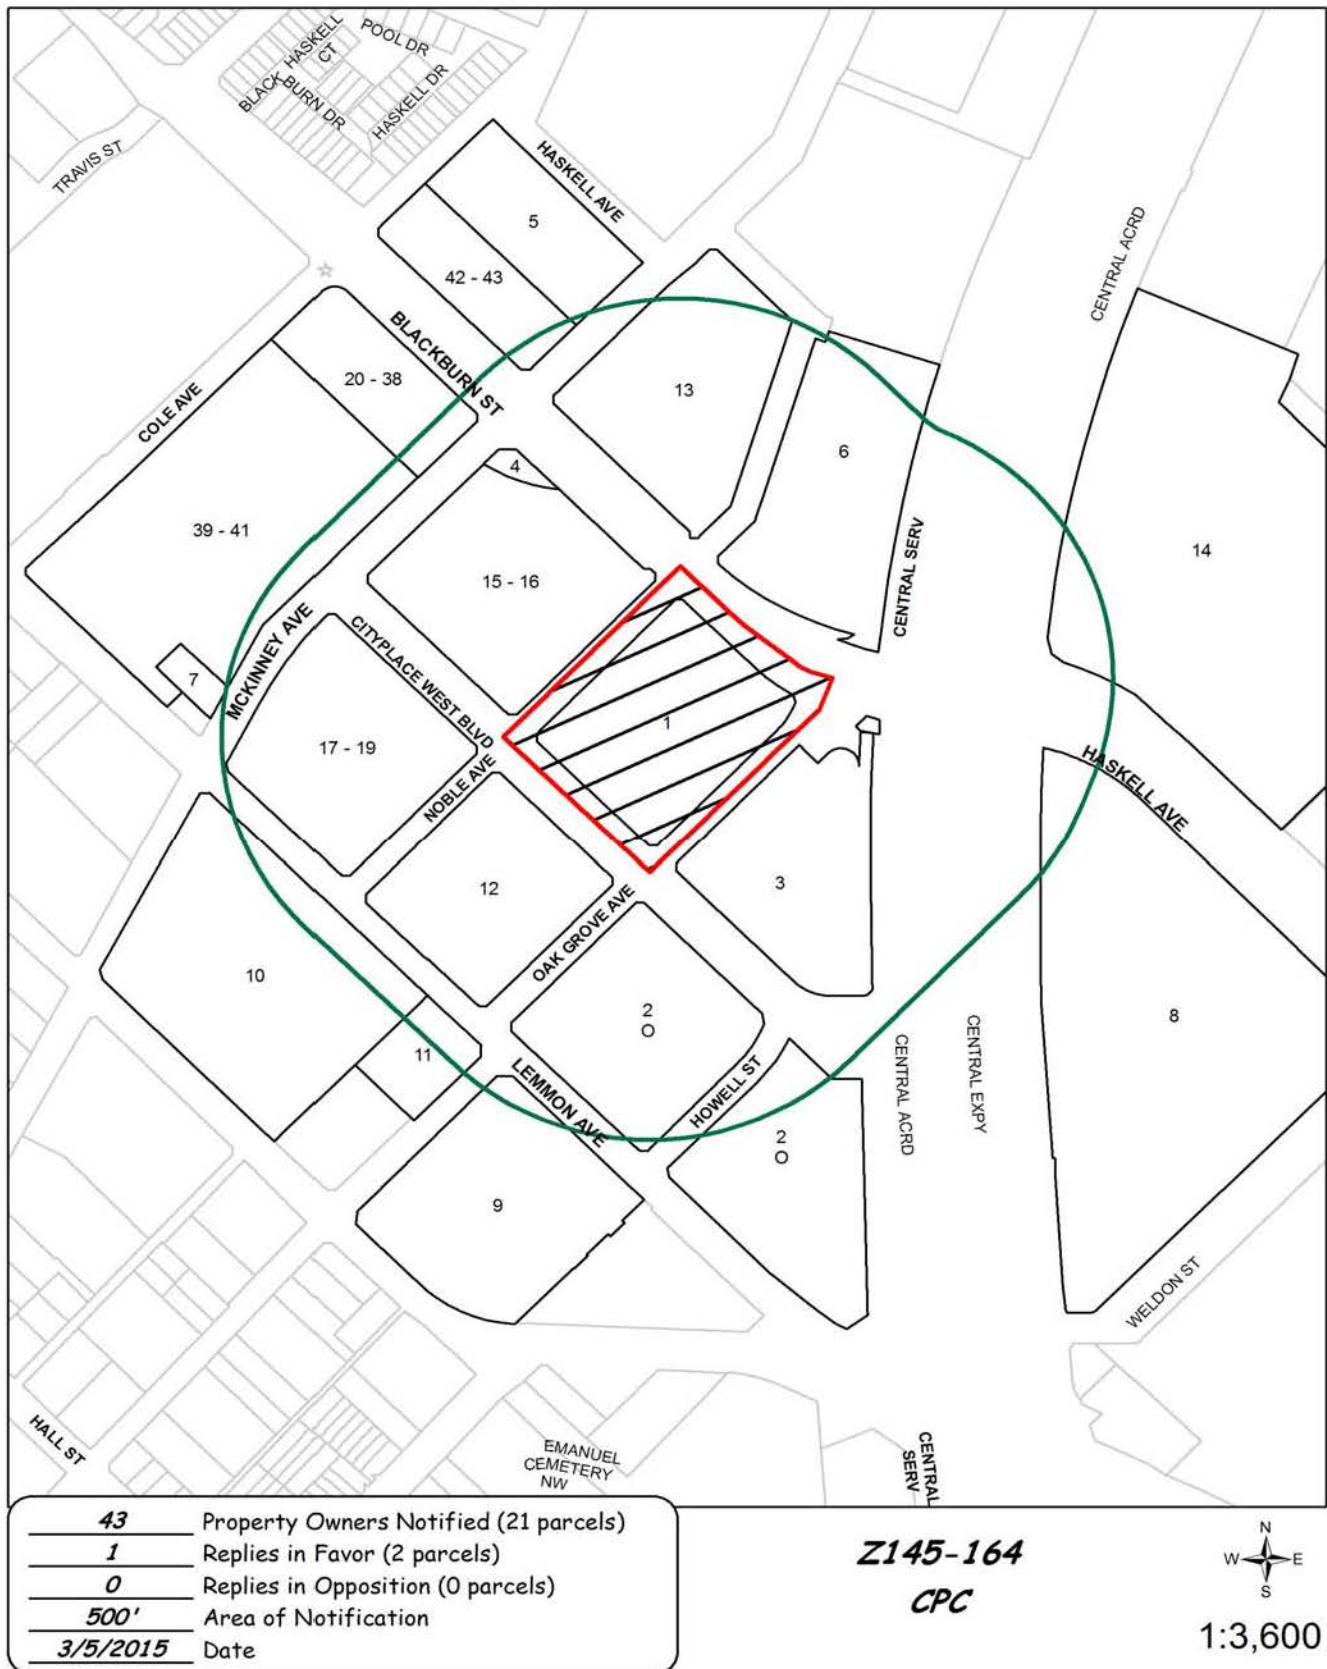 POOL DR
HASKELL
CT
BLACK
BURN DR
HASKELL DR
TRAVIS ST
HASKELL AVE
5
42 - 43
CENTRAL ACRD
BLACKBURN ST
20 - 38
COLE AVE
13
6
4
39 - 41
14
15 - 16
CENTRAL SERV
MCKINNEY AVE
CITYPLACE WEST BLVD
7
1
17 - 19
NOBLE AVE
HASKELL AVE
12
3
OAK GROVE AVE
10
2
O
8
11
LEMMON AVE
HOWELL ST
CENTRAL ACRD
CENTRAL EXPY
2
O
9
WELDON ST
HALL ST
EMANUEL
CEMETERY
NW
CENTRAL
SERV
43 Property Owners Notified (21 parcels)
1 Replies in Favor (2 parcels)
0 Replies in Opposition (0 parcels)
500' Area of Notification
3/5/2015 Date
Z145-164
CPC
N
W E
S
1:3,600